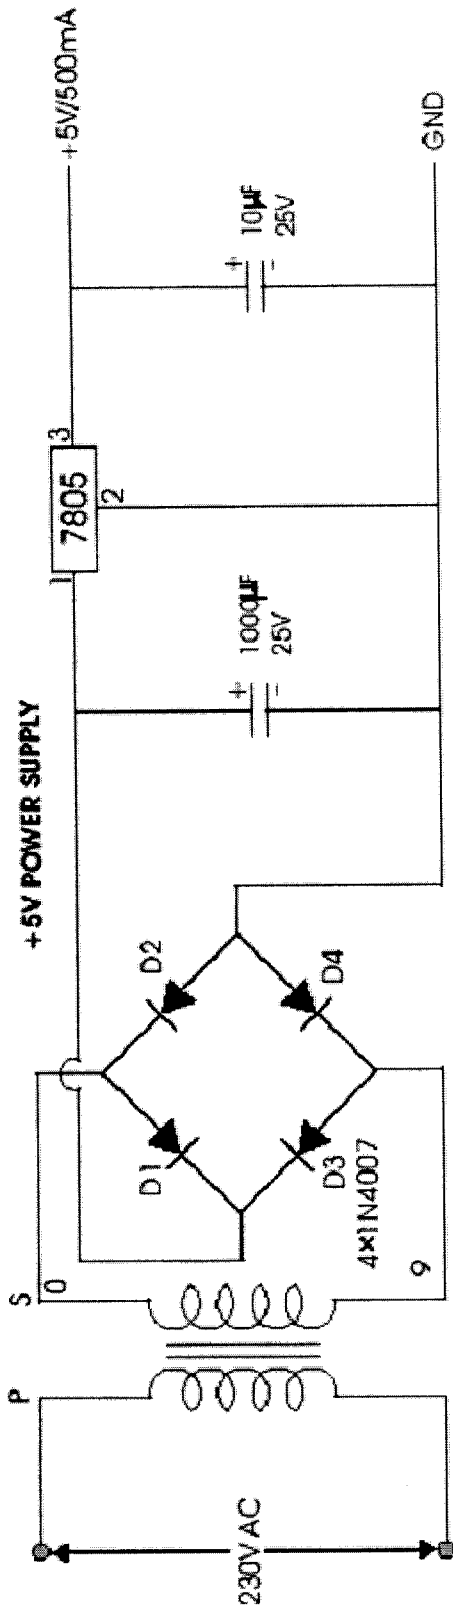 +5V POWER SUPPLY
P
S
0
230V AC
9
D1
D2
D3
D4
4×1N4007
1000µF
25V
1
7805
3
2
10µF
25V
+
-
+
-
+5V/500mA
GND